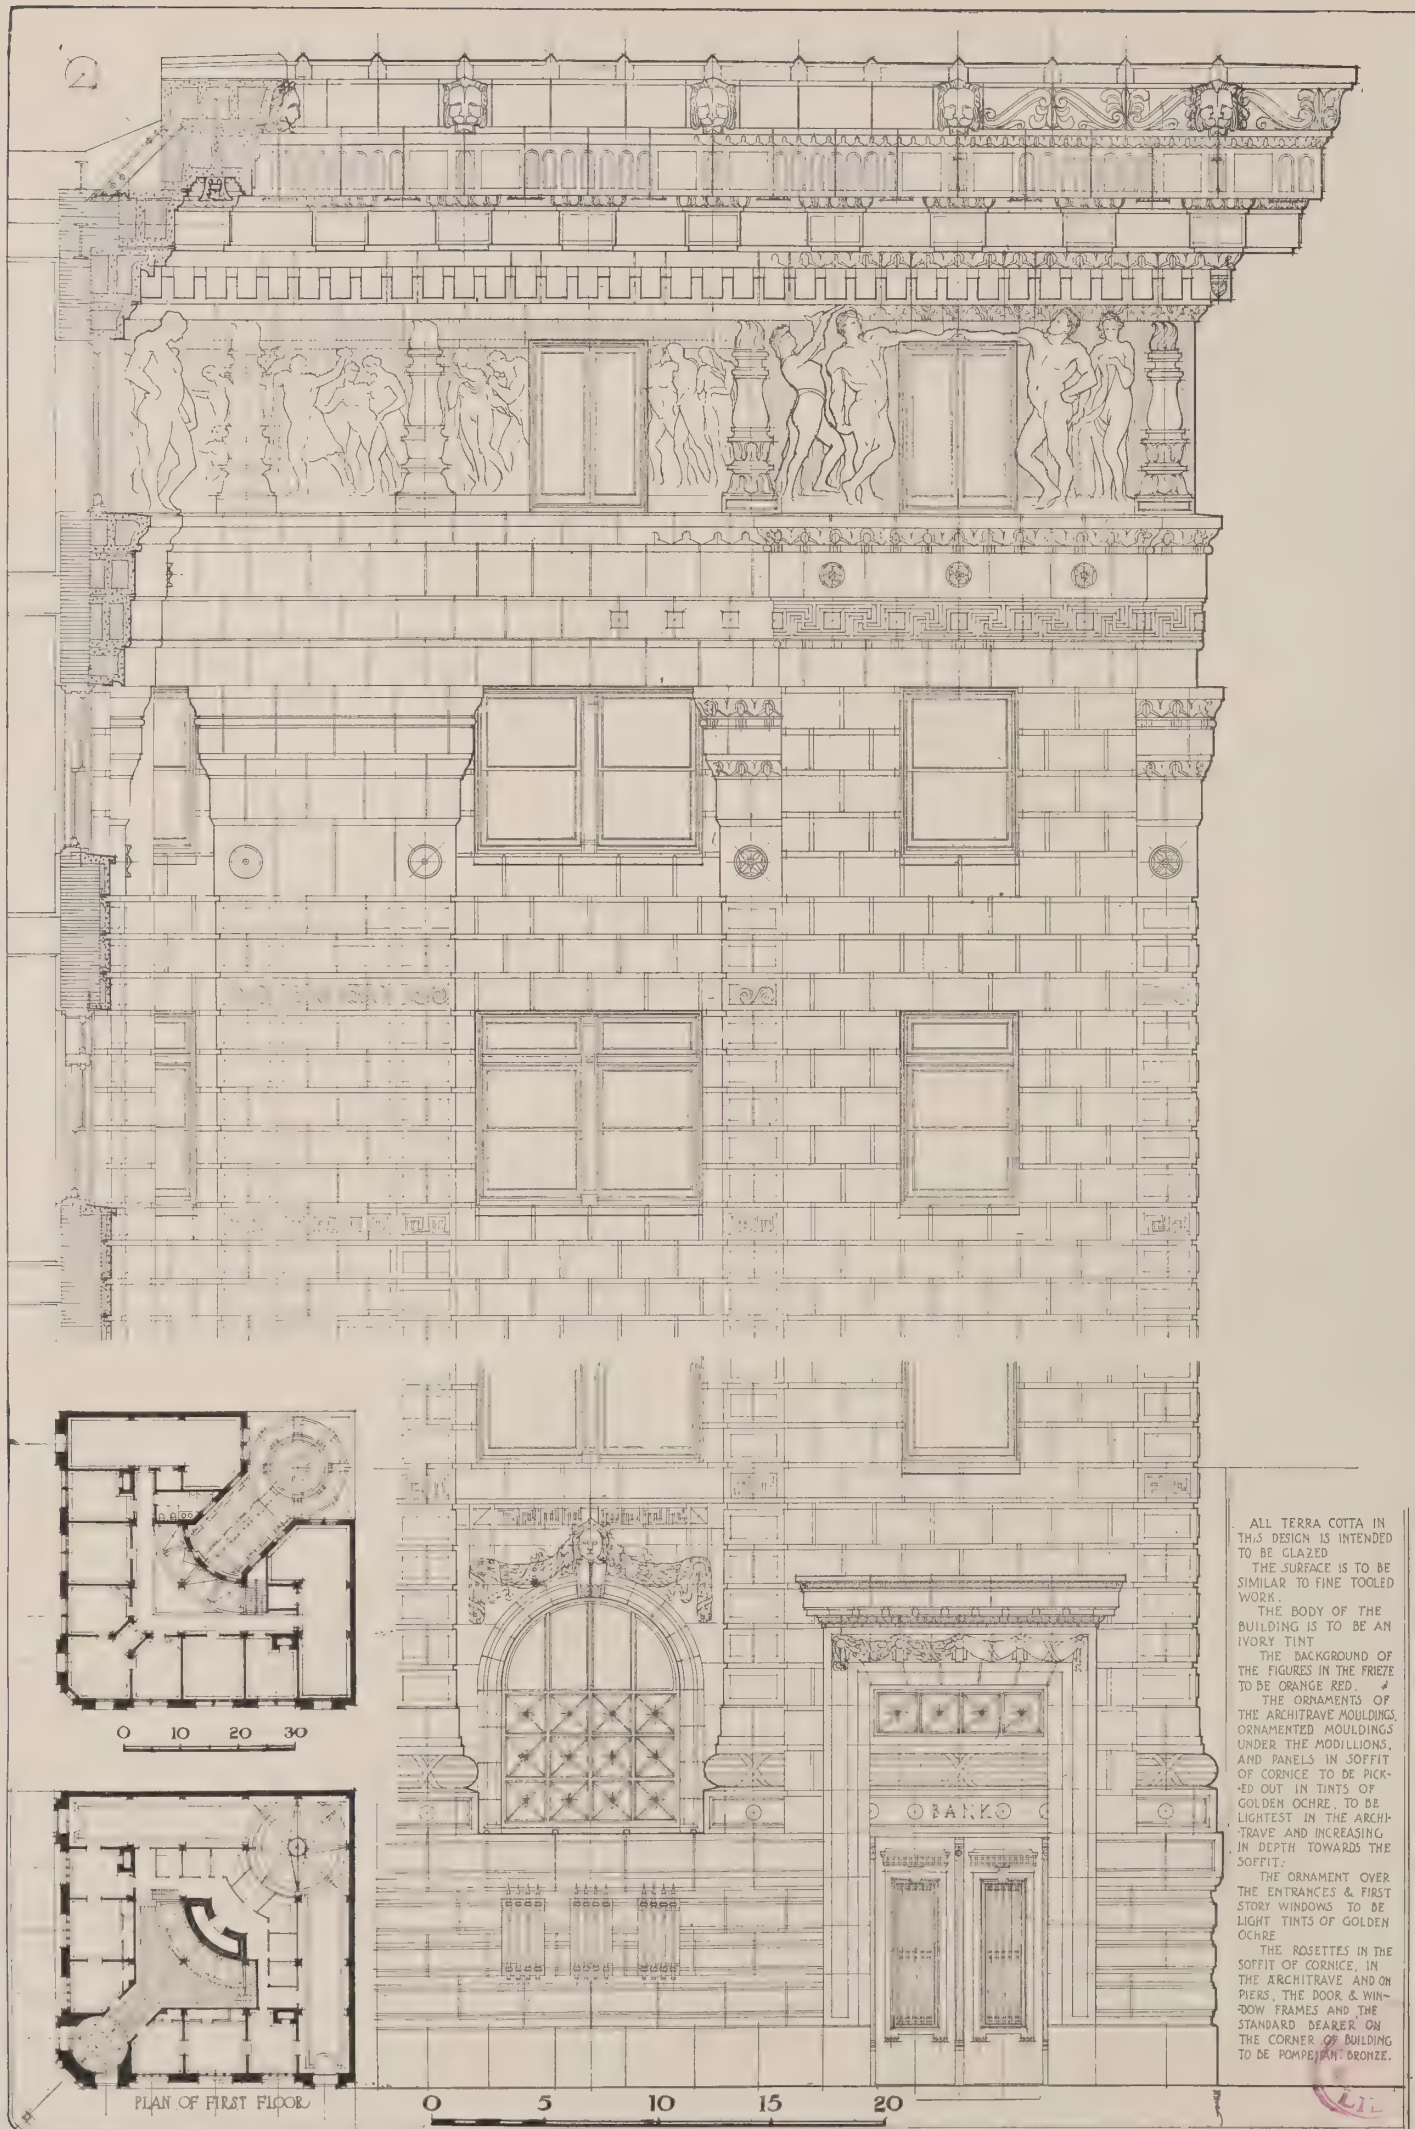 ALL TERRA COTTA IN
THIS DESIGN IS INTENDED
TO BE GLAZED
THE SURFACE IS TO BE
SIMILAR TO FINE TOOLED
WORK.
THE BODY OF THE
BUILDING IS TO BE AN
IVORY TINT
THE BACKGROUND OF
THE FIGURES IN THE FRIEZE
TO BE ORANGE RED.
THE ORNAMENTS OF
THE ARCHITRAVE MOULDINGS,
ORNAMENTED MOULDINGS
UNDER THE MODILLIONS,
AND PANELS IN SOFFIT
OF CORNICE TO BE PICK-
-ED OUT IN TINTS OF
GOLDEN OCHRE, TO BE
LIGHTEST IN THE ARCHI-
-TRAVE AND INCREASING
IN DEPTH TOWARDS THE
SOFFIT.
THE ORNAMENT OVER
THE ENTRANCES & FIRST
STORY WINDOWS TO BE
LIGHT TINTS OF GOLDEN
OCHRE
THE ROSETTES IN THE
SOFFIT OF CORNICE, IN
THE ARCHITRAVE AND ON
PIERS, THE DOOR & WIN-
-DOW FRAMES AND THE
STANDARD BEARER ON
THE CORNER OF BUILDING
TO BE POMPEIAN BRONZE.
BANK
0 10 20 30
PLAN OF FIRST FLOOR
0 5 10 15 20